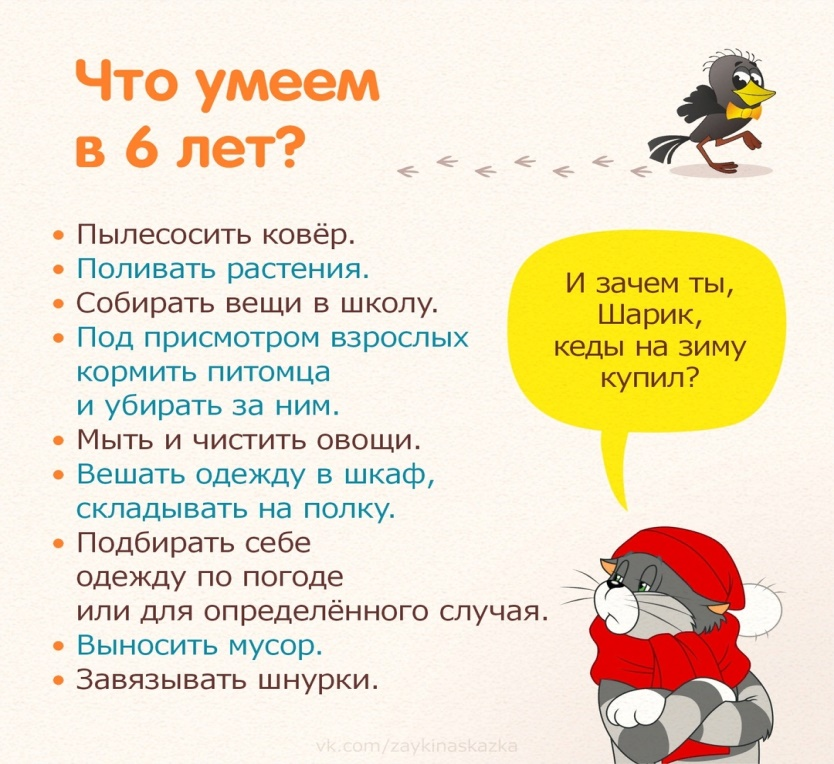 Что умеем
в 6 лет?
• Пылесосить ковёр.
• Поливать растения.
• Собирать вещи в школу.
• Под присмотром взрослых
кормить питомца
и убирать за ним.
• Мыть и чистить овощи.
• Вешать одежду в шкаф,
складывать на полку.
• Подбирать себе
одежду по погоде
или для определённого случая.
• Выносить мусор.
• Завязывать шнурки.
И зачем ты,
Шарик,
кеды на зиму
купил?
vk.com/zaykinaskazka